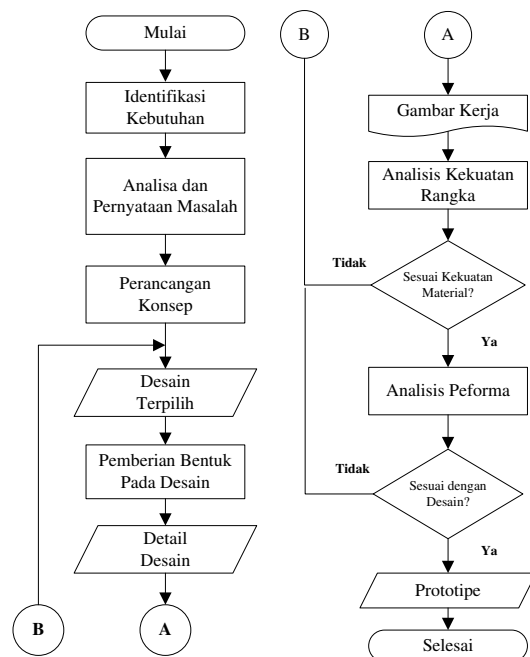 Mulai
Identifikasi
Kebutuhan
Analisa dan
Pernyataan Masalah
Perancangan
Konsep
Desain
Terpilih
Pemberian Bentuk
Pada Desain
Detail
Desain
B
A
B
A
Gambar Kerja
Analisis Kekuatan
Rangka
Tidak
Sesuai Kekuatan
Material?
Ya
Analisis Peforma
Tidak
Sesuai dengan
Desain?
Ya
Prototipe
Selesai